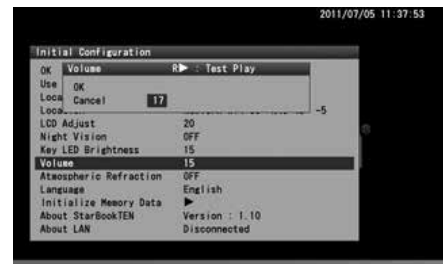 2011/07/05 11:37:53
Initial Configuration
Volume R▶ : Test Play
OK
Use
OK
Loca
Cancel 17
-5
LCD Adjust 20
Night Vision OFF
Key LED Brightness 15
Volume 15
Atmospheric Refraction OFF
Language English
Initialize Memory Data ▶
About StarBookTEN Version : 1.10
About LAN Disconnected